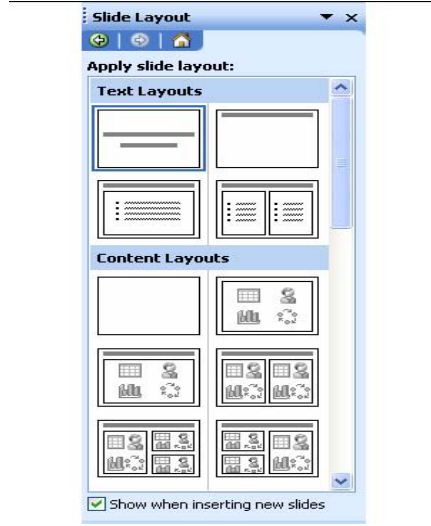 Slide Layout
Apply slide layout:
Text Layouts
Content Layouts
Show when inserting new slides